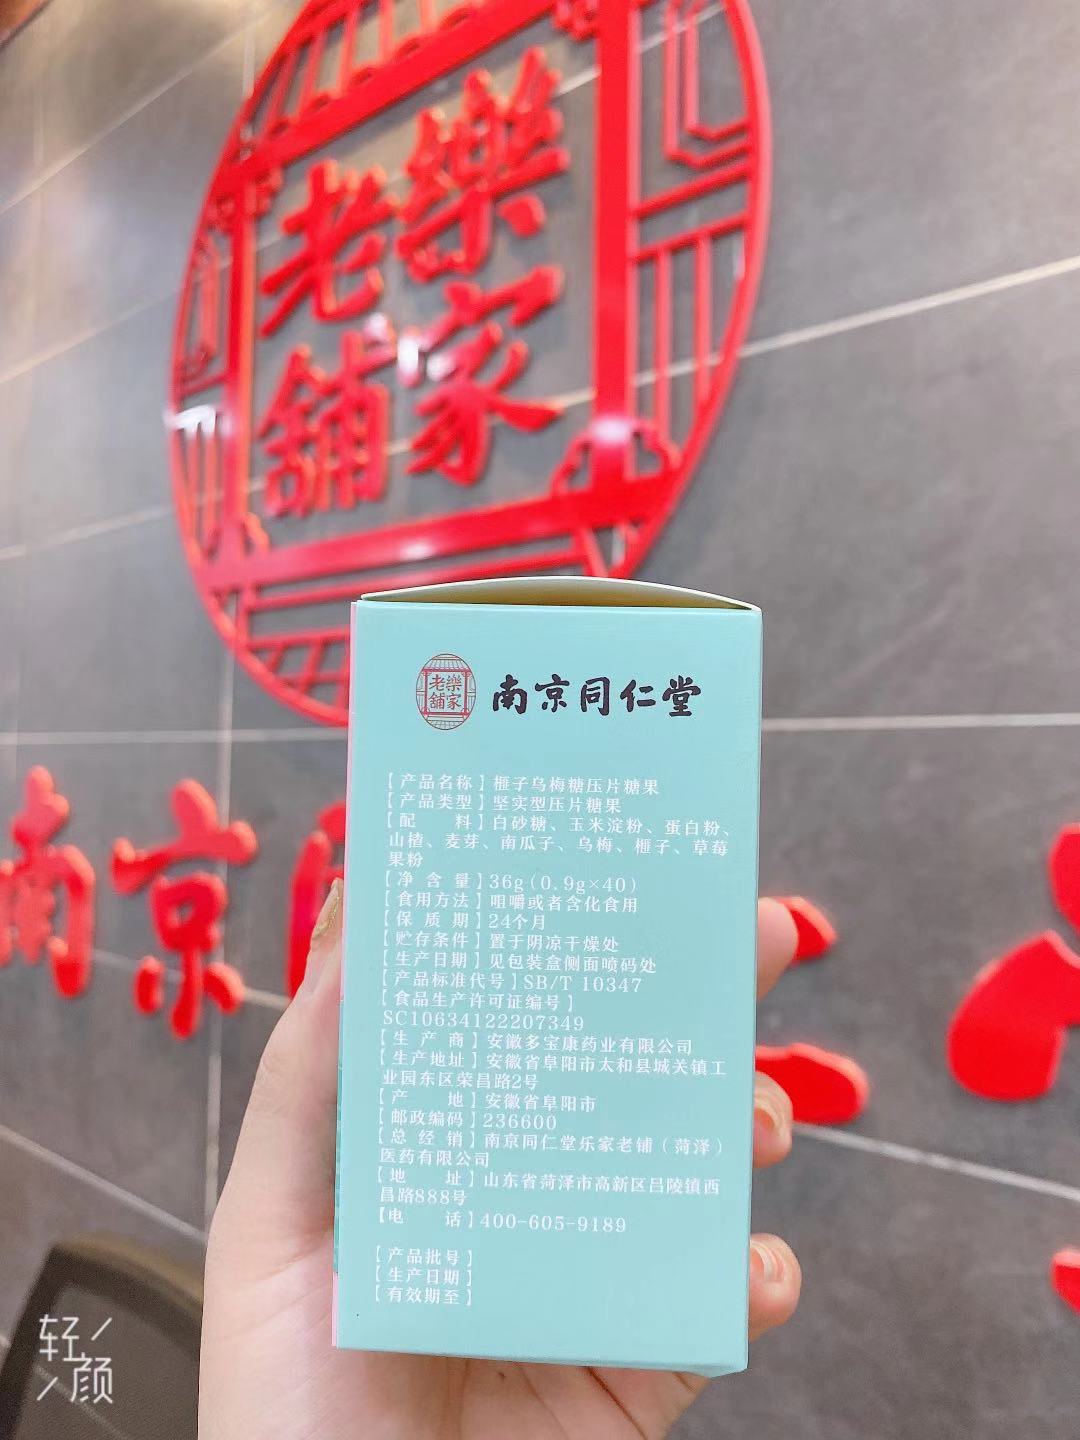 樂家
老舖
南京同
樂家
老舖
南京同仁堂
【产品名称】榧子乌梅糖压片糖果
【产品类型】坚实型压片糖果
【配 料】白砂糖、玉米淀粉、蛋白粉、
山楂、麦芽、南瓜子、乌梅、榧子、草莓
果粉
【净含量】36g(0.9g×40)
【食用方法】咀嚼或者含化食用
【保质期】24个月
【贮存条件】置于阴凉干燥处
【生产日期】见包装盒侧面喷码处
【产品标准代号】SB/T 10347
【食品生产许可证编号】
SC10634122207349
【生产商】安徽多宝康药业有限公司
【生产地址】安徽省阜阳市太和县城关镇工
业园东区荣昌路2号
【产 地】安徽省阜阳市
【邮政编码】236600
【总经销】南京同仁堂乐家老铺（菏泽）
医药有限公司
【地 址】山东省菏泽市高新区吕陵镇西
昌路888号
【电 话】400-605-9189
【产品批号】
【生产日期】
【有效期至】
轻颜